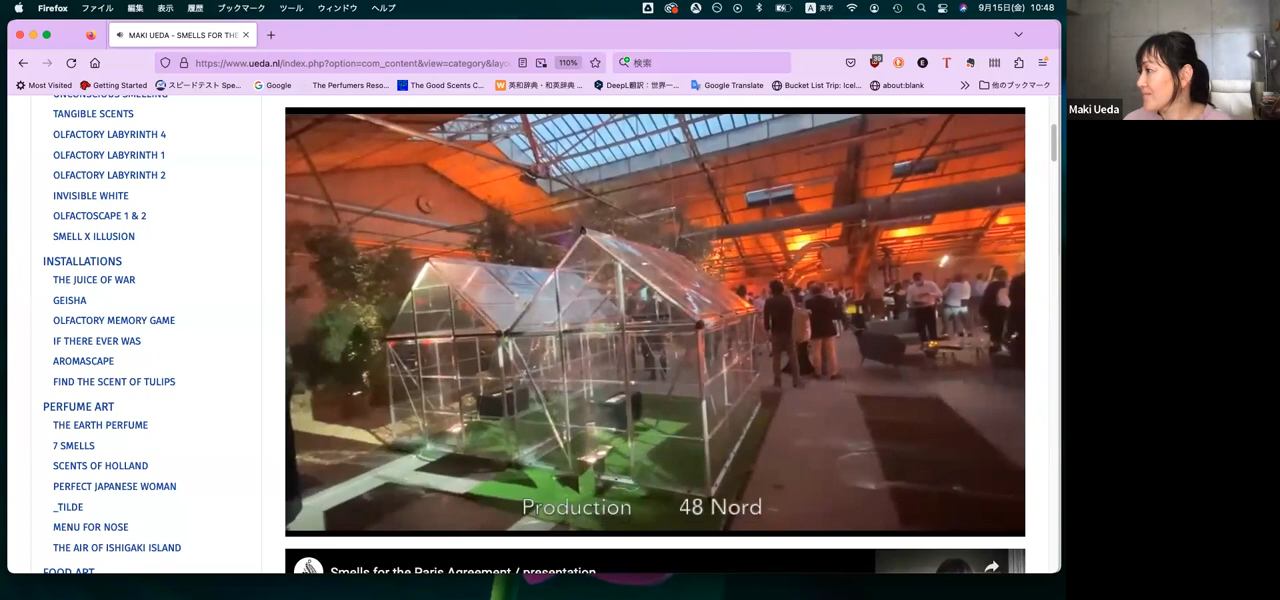 Firefox ファイル 編集 表示 履歴 ブックマーク ツール ウィンドウ ヘルプ
A 英字 9月15日(金) 10:48
MAKI UEDA - SMELLS FOR THE
https://www.ueda.nl/index.php?option=com_content&view=category&layo
110%
検索
39
Most Visited Getting Started スピードテスト Spe... Google The Perfumers Reso... The Good Scents C... 英和辞典・和英辞典 ... DeepL翻訳：世界一... Google Translate Bucket List Trip: Icel... about:blank 他のブックマーク
UNCONSCIOUS SMELLING
TANGIBLE SCENTS
OLFACTORY LABYRINTH 4
OLFACTORY LABYRINTH 1
OLFACTORY LABYRINTH 2
INVISIBLE WHITE
OLFACTOSCAPE 1 & 2
SMELL X ILLUSION
INSTALLATIONS
THE JUICE OF WAR
GEISHA
OLFACTORY MEMORY GAME
IF THERE EVER WAS
AROMASCAPE
FIND THE SCENT OF TULIPS
PERFUME ART
THE EARTH PERFUME
7 SMELLS
SCENTS OF HOLLAND
PERFECT JAPANESE WOMAN
_TILDE
MENU FOR NOSE
THE AIR OF ISHIGAKI ISLAND
FOOD ART
Production 48 Nord
Smells for the Paris Agreement / presentation
Maki Ueda